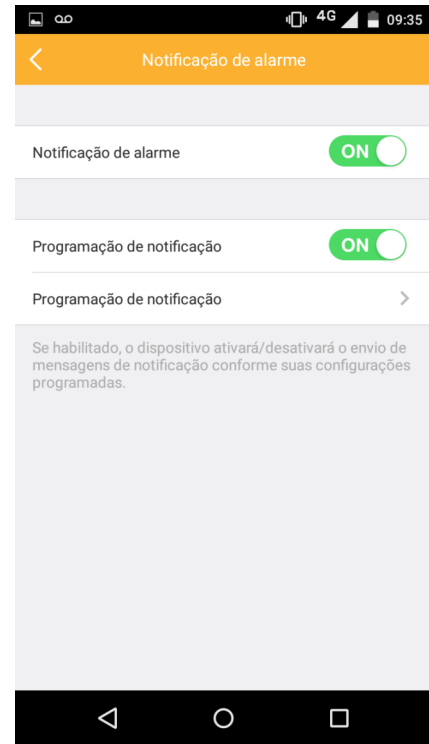 4G 09:35
Notificação de alarme
Notificação de alarme ON
Programação de notificação ON
Programação de notificação
Se habilitado, o dispositivo ativará/desativará o envio de
mensagens de notificação conforme suas configurações
programadas.